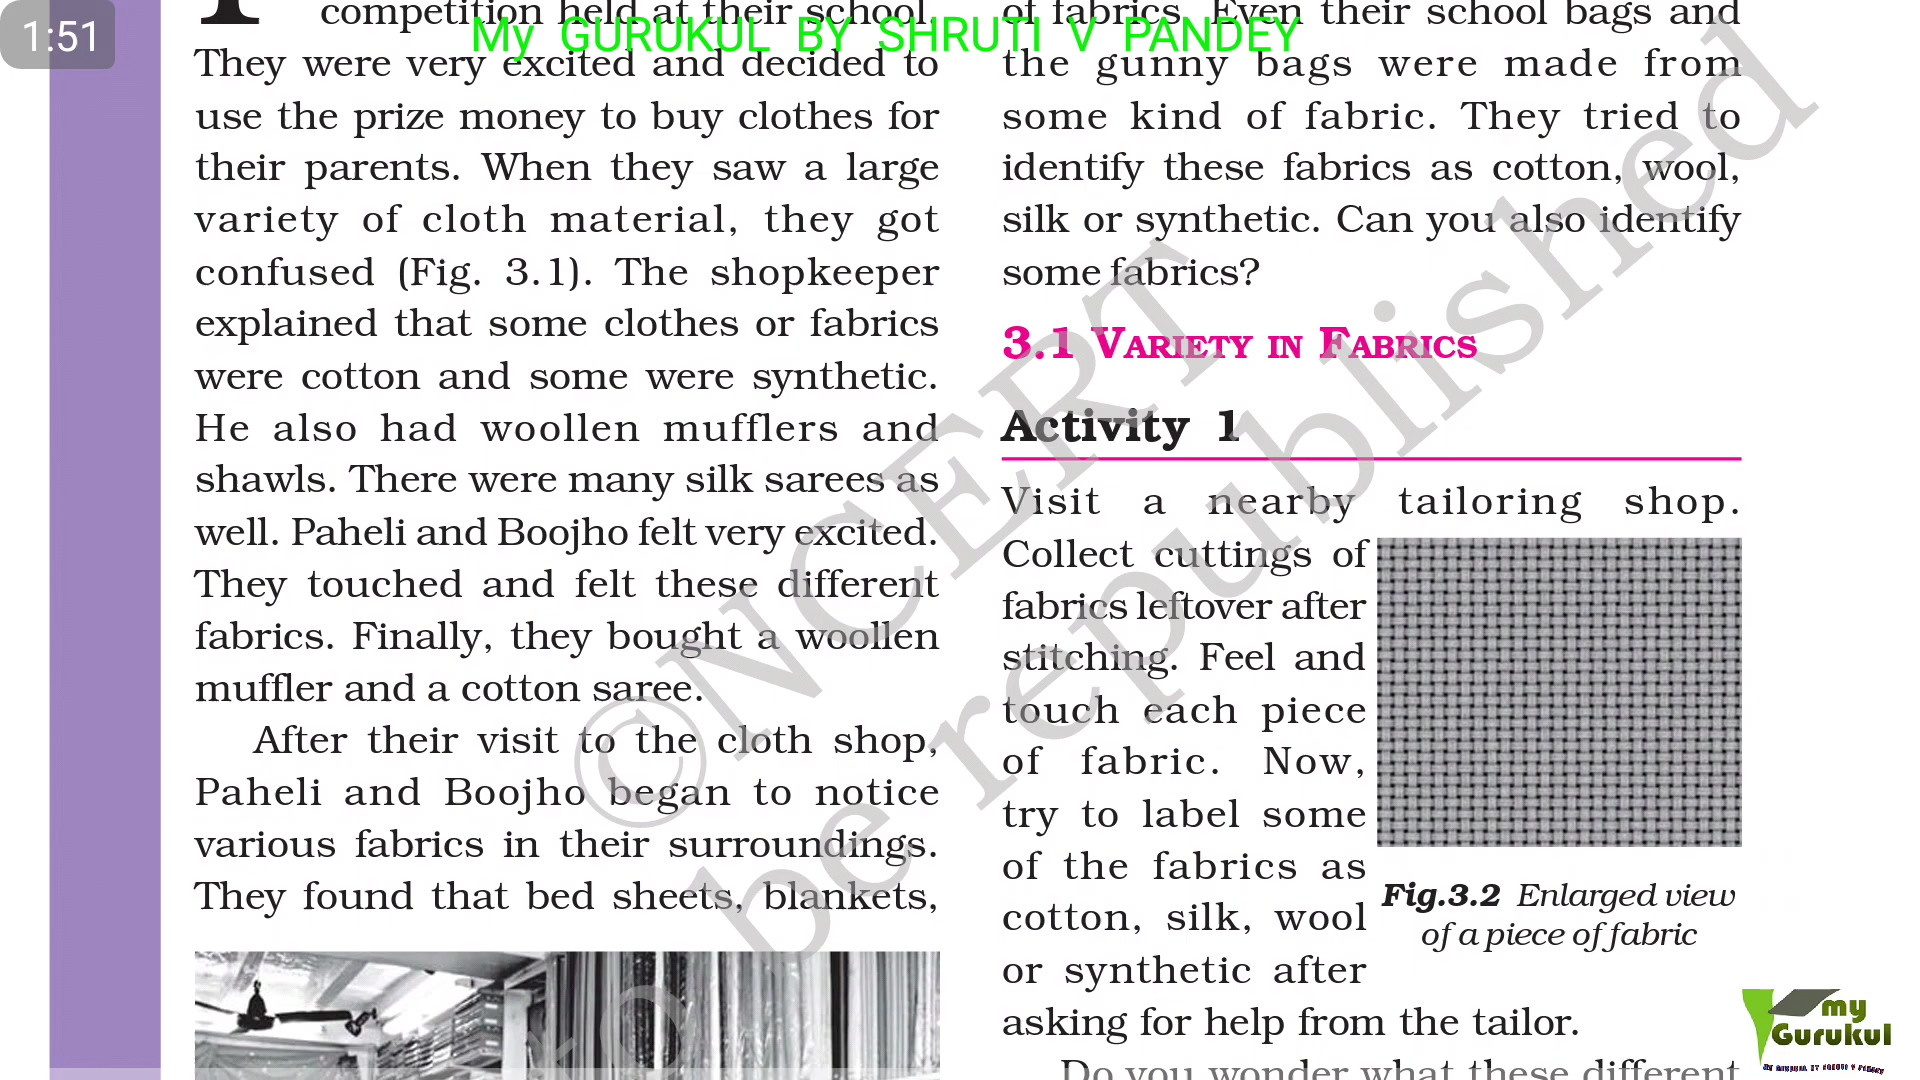 1:51
My GURUKUL BY SHRUTI V PANDEY
competition held at their school.
They were very excited and decided to
use the prize money to buy clothes for
their parents. When they saw a large
variety of cloth material, they got
confused (Fig. 3.1). The shopkeeper
explained that some clothes or fabrics
were cotton and some were synthetic.
He also had woollen mufflers and
shawls. There were many silk sarees as
well. Paheli and Boojho felt very excited.
They touched and felt these different
fabrics. Finally, they bought a woollen
muffler and a cotton saree.
After their visit to the cloth shop,
Paheli and Boojho began to notice
various fabrics in their surroundings.
They found that bed sheets, blankets,
of fabrics. Even their school bags and
the gunny bags were made from
some kind of fabric. They tried to
identify these fabrics as cotton, wool,
silk or synthetic. Can you also identify
some fabrics?
3.1 VARIETY IN FABRICS
Activity 1
Visit a nearby tailoring shop.
Collect cuttings of
fabrics leftover after
stitching. Feel and
touch each piece
of fabric. Now,
try to label some
of the fabrics as
cotton, silk, wool
or synthetic after
asking for help from the tailor.
Fig.3.2 Enlarged view
of a piece of fabric
Do you wonder what these different
©NCERT
be republished
my
Gurukul